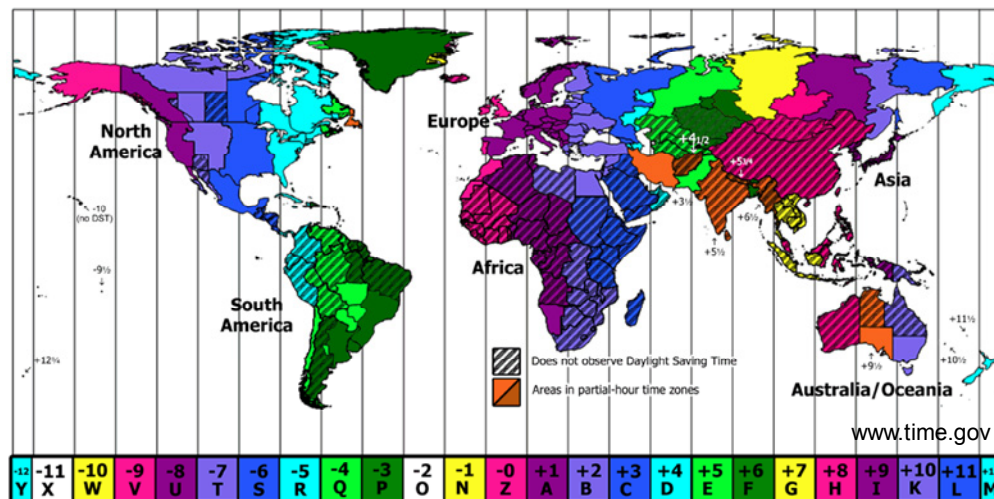 North
America
Europe
Asia
Africa
South
America
Australia/Oceania
-10
(no DST)
-9½
+12¾
+4½
+5¾
+3½
+6½
+5½
+9½
+11½
+10½
Does not observe Daylight Saving Time
Areas in partial-hour time zones
www.time.gov
-12 -11 -10 -9 -8 -7 -6 -5 -4 -3 -2 -1 -0 +1 +2 +3 +4 +5 +6 +7 +8 +9 +10 +11
Y X W V U T S R Q P O N Z A B C D E F G H I K L M